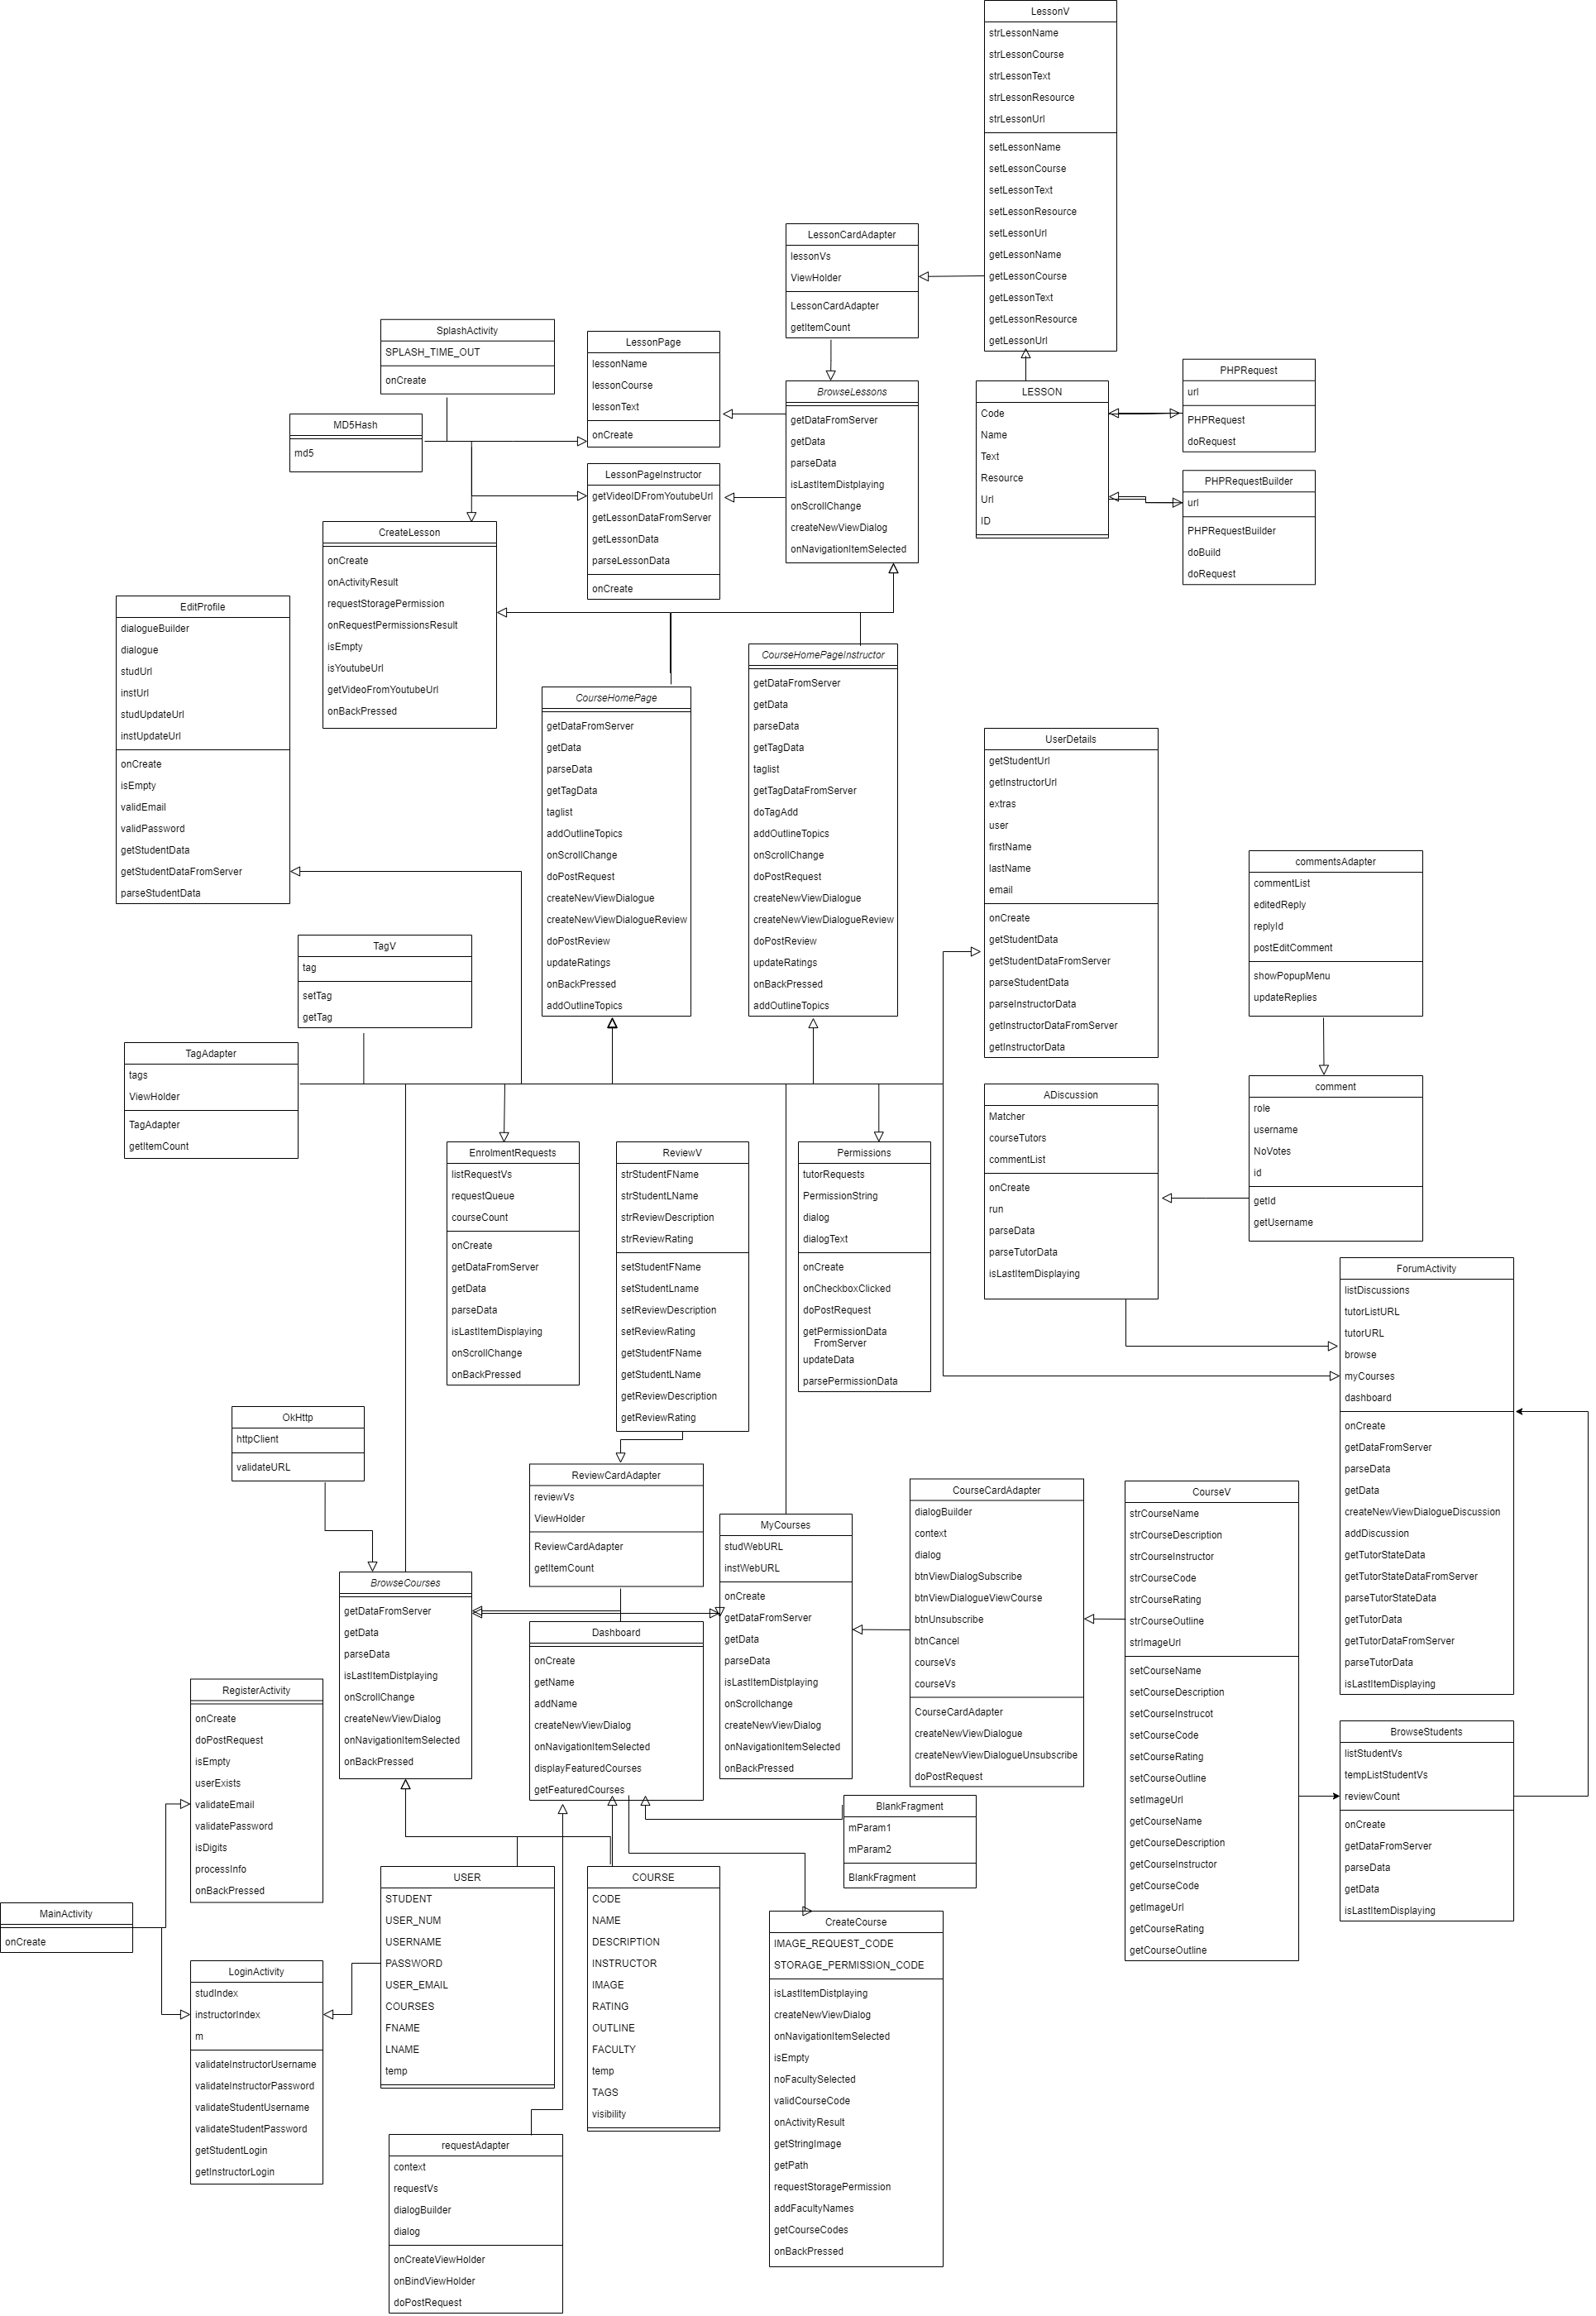 LessonV
strLessonName
strLessonCourse
strLessonText
strLessonResource
strLessonUrl
setLessonName
setLessonCourse
setLessonText
setLessonResource
setLessonUrl
getLessonName
getLessonCourse
getLessonText
getLessonResource
getLessonUrl
LessonCardAdapter
lessonVs
ViewHolder
LessonCardAdapter
getItemCount
SplashActivity
SPLASH_TIME_OUT
onCreate
LessonPage
lessonName
lessonCourse
lessonText
onCreate
MD5Hash
md5
BrowseLessons
getDataFromServer
getData
parseData
isLastItemDistplaying
onScrollChange
createNewViewDialog
onNavigationItemSelected
LESSON
Code
Name
Text
Resource
Url
ID
PHPRequest
url
PHPRequest
doRequest
PHPRequestBuilder
url
PHPRequestBuilder
doBuild
doRequest
LessonPageInstructor
getVideoIDFromYoutubeUrl
getLessonDataFromServer
getLessonData
parseLessonData
onCreate
CreateLesson
onCreate
onActivityResult
requestStoragePermission
onRequestPermissionsResult
isEmpty
isYoutubeUrl
getVideoFromYoutubeUrl
onBackPressed
EditProfile
dialogueBuilder
dialogue
studUrl
instUrl
studUpdateUrl
instUpdateUrl
onCreate
isEmpty
validEmail
validPassword
getStudentData
getStudentDataFromServer
parseStudentData
CourseHomePage
getDataFromServer
getData
parseData
getTagData
taglist
addOutlineTopics
onScrollChange
doPostRequest
createNewViewDialogue
createNewViewDialogueReview
doPostReview
updateRatings
onBackPressed
addOutlineTopics
CourseHomePageInstructor
getDataFromServer
getData
parseData
getTagData
taglist
getTagDataFromServer
doTagAdd
addOutlineTopics
onScrollChange
doPostRequest
createNewViewDialogue
createNewViewDialogueReview
doPostReview
updateRatings
onBackPressed
addOutlineTopics
UserDetails
getStudentUrl
getInstructorUrl
extras
user
firstName
lastName
email
onCreate
getStudentData
getStudentDataFromServer
parseStudentData
parseInstructorData
getInstructorDataFromServer
getInstructorData
commentsAdapter
commentList
editedReply
replyId
postEditComment
showPopupMenu
updateReplies
TagV
tag
setTag
getTag
TagAdapter
tags
ViewHolder
TagAdapter
getItemCount
comment
role
username
NoVotes
id
getId
getUsername
ADiscussion
Matcher
courseTutors
commentList
onCreate
run
parseData
parseTutorData
isLastItemDisplaying
EnrolmentRequests
listRequestVs
requestQueue
courseCount
onCreate
getDataFromServer
getData
parseData
isLastItemDisplaying
onScrollChange
onBackPressed
ReviewV
strStudentFName
strStudentLName
strReviewDescription
strReviewRating
setStudentFName
setStudentLname
setReviewDescription
setReviewRating
getStudentFName
getStudentLName
getReviewDescription
getReviewRating
Permissions
tutorRequests
PermissionString
dialog
dialogText
onCreate
onCheckboxClicked
doPostRequest
getPermissionData
FromServer
updateData
parsePermissionData
ForumActivity
listDiscussions
tutorListURL
tutorURL
browse
myCourses
dashboard
onCreate
getDataFromServer
parseData
getData
createNewViewDialogueDiscussion
addDiscussion
getTutorStateData
getTutorStateDataFromServer
parseTutorStateData
getTutorData
getTutorDataFromServer
parseTutorData
isLastItemDisplaying
OkHttp
httpClient
validateURL
ReviewCardAdapter
reviewVs
ViewHolder
ReviewCardAdapter
getItemCount
MyCourses
studWebURL
instWebURL
onCreate
getDataFromServer
getData
parseData
isLastItemDistplaying
onScrollchange
createNewViewDialog
onNavigationItemSelected
onBackPressed
CourseCardAdapter
dialogBuilder
context
dialog
btnViewDialogSubscribe
btnViewDialogueViewCourse
btnUnsubscribe
btnCancel
courseVs
courseVs
CourseCardAdapter
createNewViewDialogue
createNewViewDialogueUnsubscribe
doPostRequest
CourseV
strCourseName
strCourseDescription
strCourseInstructor
strCourseCode
strCourseRating
strCourseOutline
strImageUrl
setCourseName
setCourseDescription
setCourseInstrucot
setCourseCode
setCourseRating
setCourseOutline
setImageUrl
getCourseName
getCourseDescription
getCourseInstructor
getCourseCode
getImageUrl
getCourseRating
getCourseOutline
BrowseCourses
getDataFromServer
getData
parseData
isLastItemDistplaying
onScrollChange
createNewViewDialog
onNavigationItemSelected
onBackPressed
Dashboard
onCreate
getName
addName
createNewViewDialog
onNavigationItemSelected
displayFeaturedCourses
getFeaturedCourses
RegisterActivity
onCreate
doPostRequest
isEmpty
userExists
validateEmail
validatePassword
isDigits
processInfo
onBackPressed
BrowseStudents
listStudentVs
tempListStudentVs
reviewCount
onCreate
getDataFromServer
parseData
getData
isLastItemDisplaying
BlankFragment
mParam1
mParam2
BlankFragment
MainActivity
onCreate
USER
STUDENT
USER_NUM
USERNAME
PASSWORD
USER_EMAIL
COURSES
FNAME
LNAME
temp
COURSE
CODE
NAME
DESCRIPTION
INSTRUCTOR
IMAGE
RATING
OUTLINE
FACULTY
temp
TAGS
visibility
CreateCourse
IMAGE_REQUEST_CODE
STORAGE_PERMISSION_CODE
isLastItemDistplaying
createNewViewDialog
onNavigationItemSelected
isEmpty
noFacultySelected
validCourseCode
onActivityResult
getStringImage
getPath
requestStoragePermission
addFacultyNames
getCourseCodes
onBackPressed
LoginActivity
studIndex
instructorIndex
m
validateInstructorUsername
validateInstructorPassword
validateStudentUsername
validateStudentPassword
getStudentLogin
getInstructorLogin
requestAdapter
context
requestVs
dialogBuilder
dialog
onCreateViewHolder
onBindViewHolder
doPostRequest